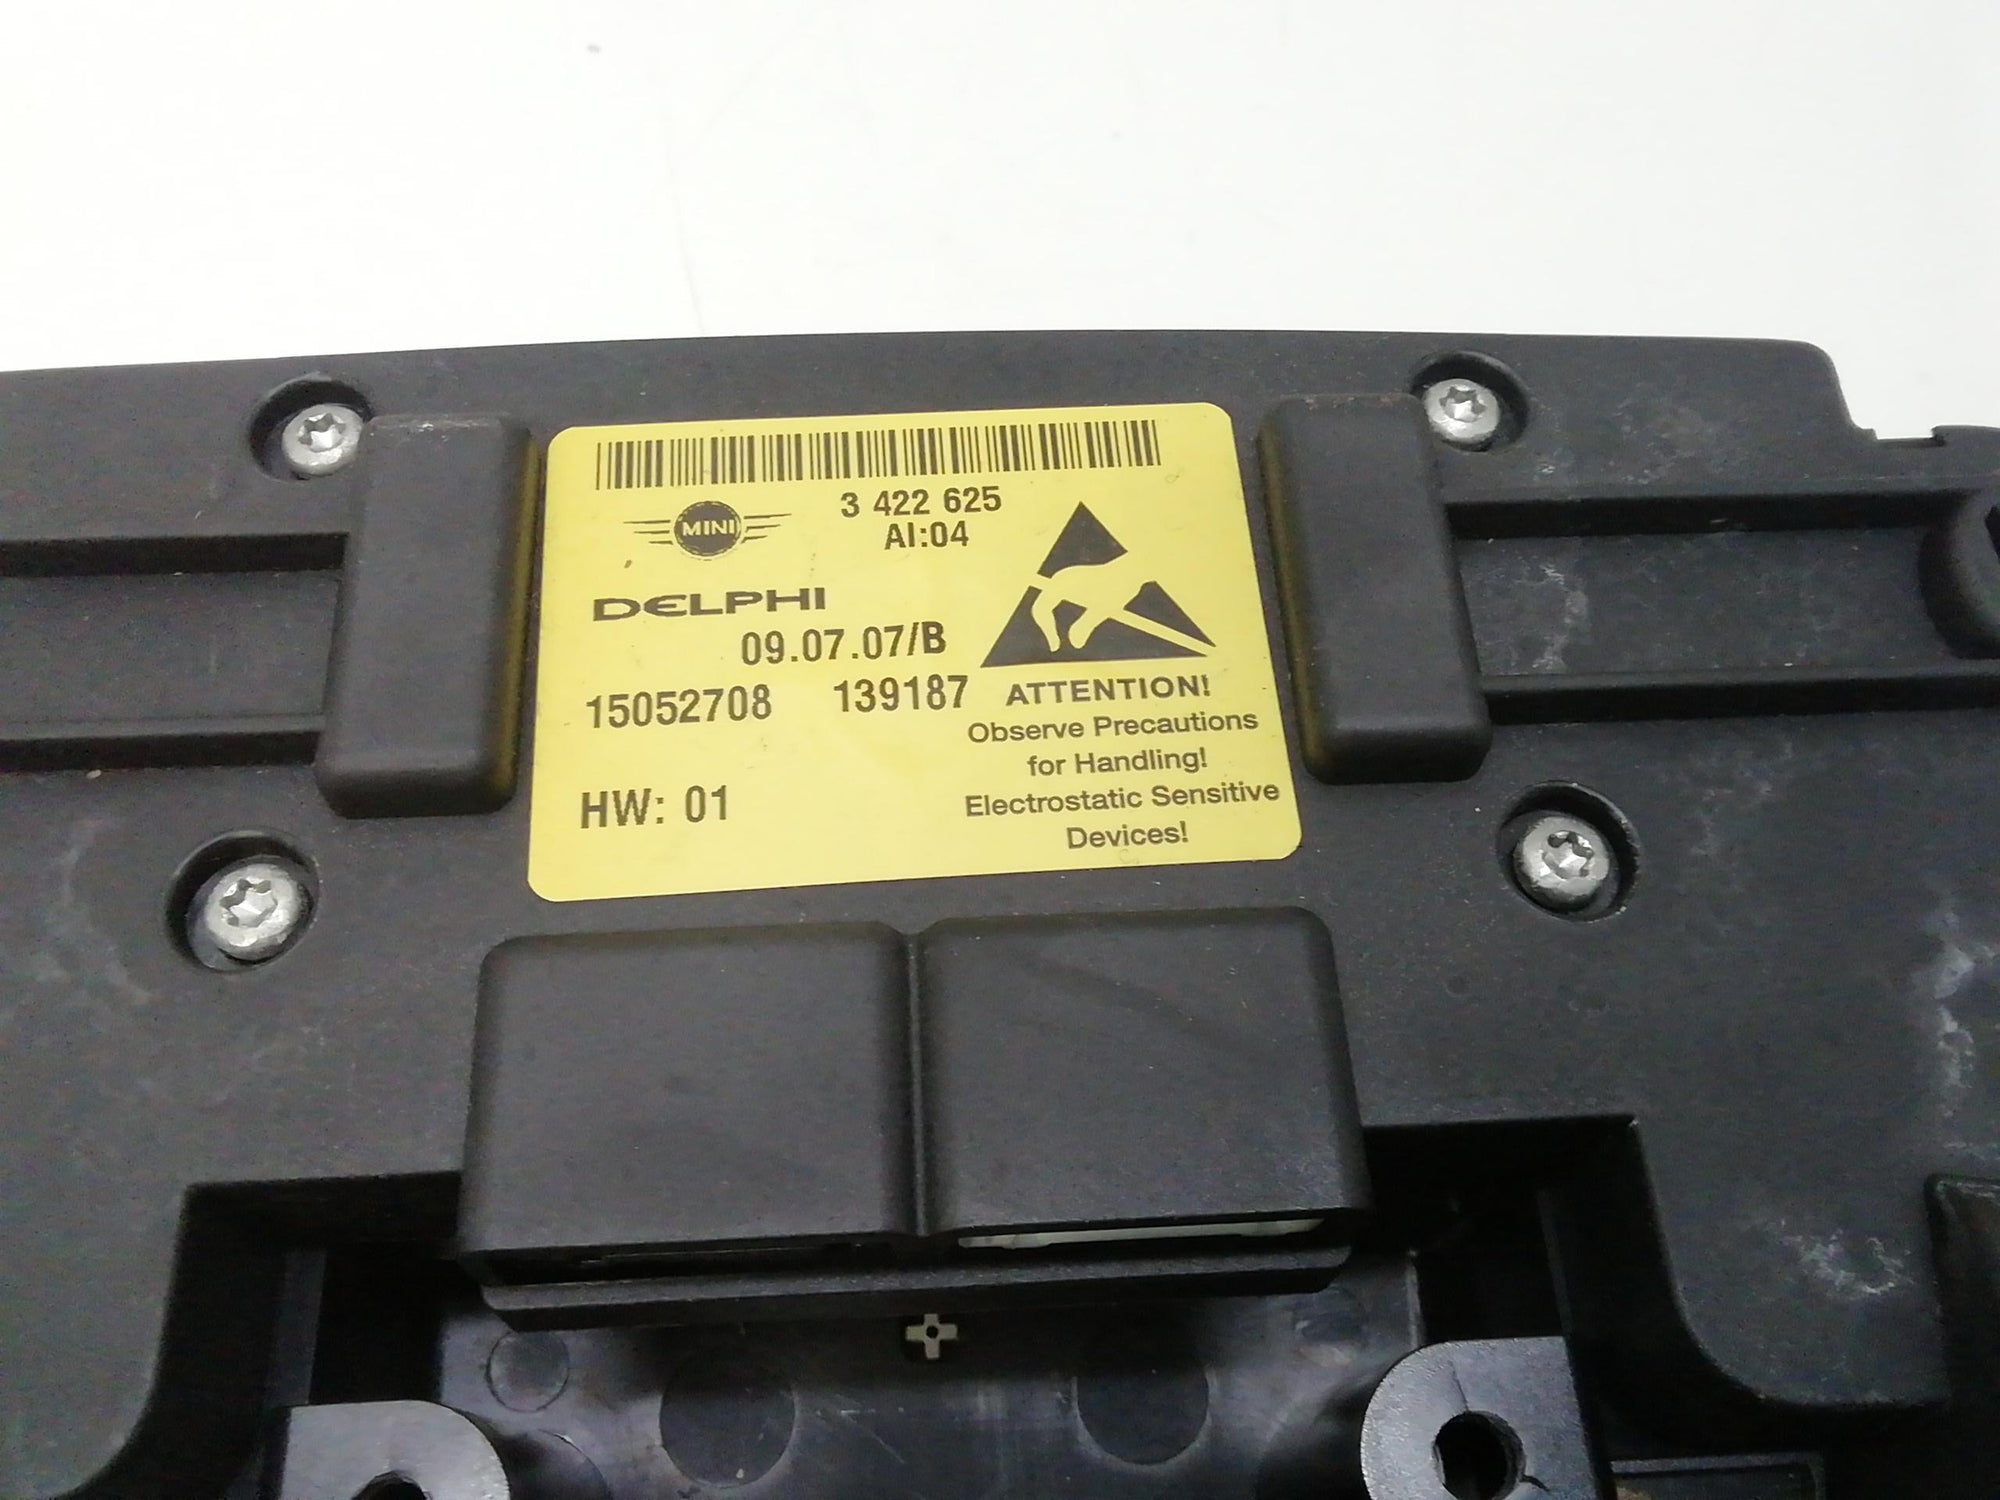 3 422 625
MINI
AI:04
DELPHI
09.07.07/B
15052708 139187
ATTENTION!
Observe Precautions
for Handling!
Electrostatic Sensitive
Devices!
HW: 01